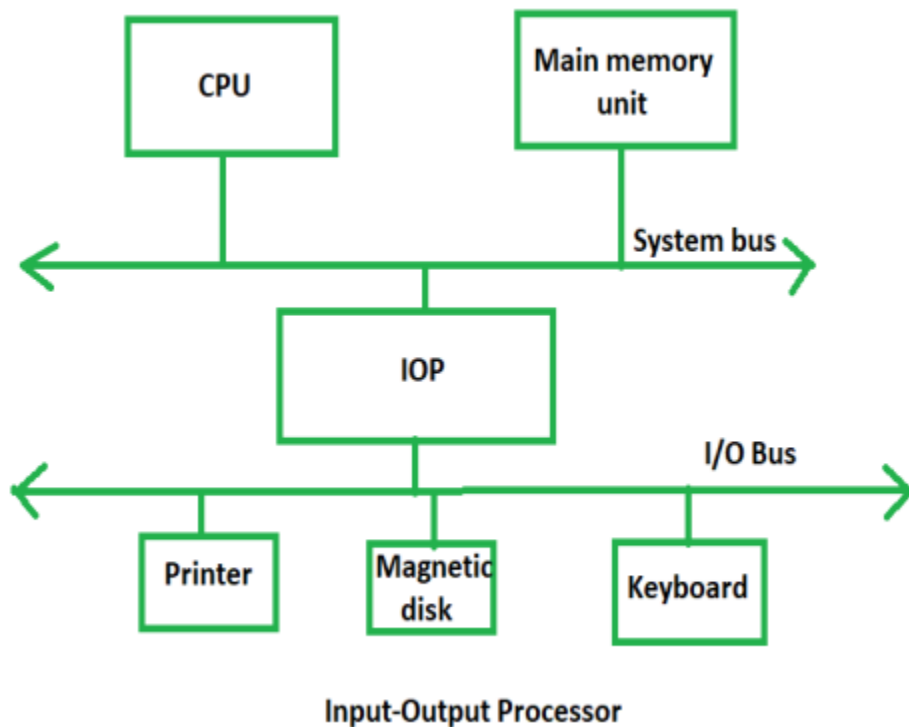 CPU
Main memory
unit
System bus
IOP
I/O Bus
Printer
Magnetic
disk
Keyboard
Input-Output Processor